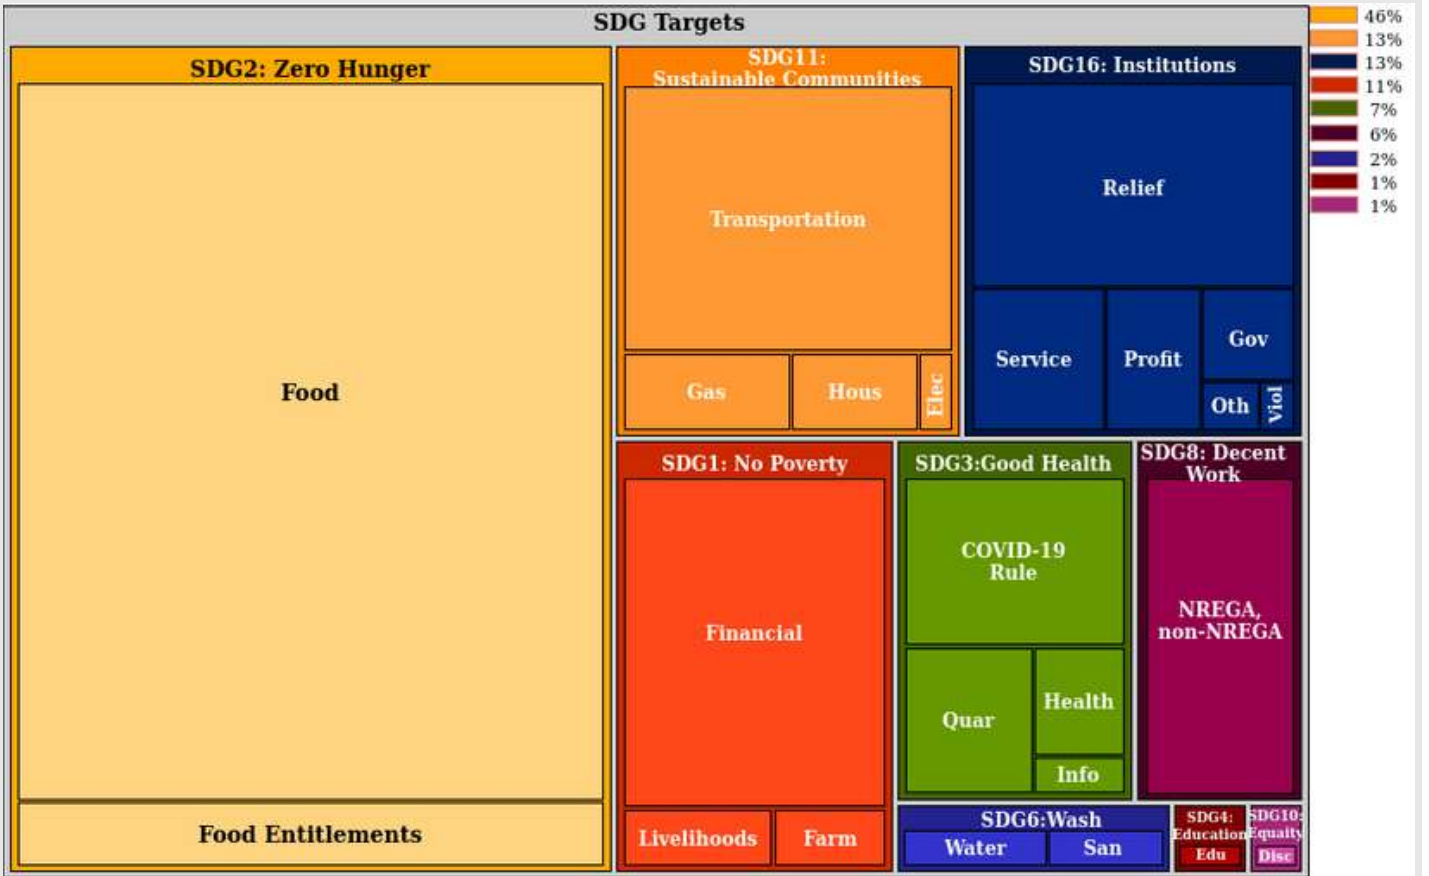 SDG Targets
SDG2: Zero Hunger
Food
Food Entitlements
SDG11:
Sustainable Communities
Transportation
Gas
Hous
Elec
SDG16: Institutions
Relief
Service
Profit
Gov
Oth
Viol
SDG1: No Poverty
Financial
Livelihoods
Farm
SDG3:Good Health
COVID-19
Rule
Quar
Health
Info
SDG8: Decent
Work
NREGA,
non-NREGA
SDG6:Wash
Water
San
SDG4:
Education
Edu
SDG10:
Equaity
Disc
46%
13%
13%
11%
7%
6%
2%
1%
1%